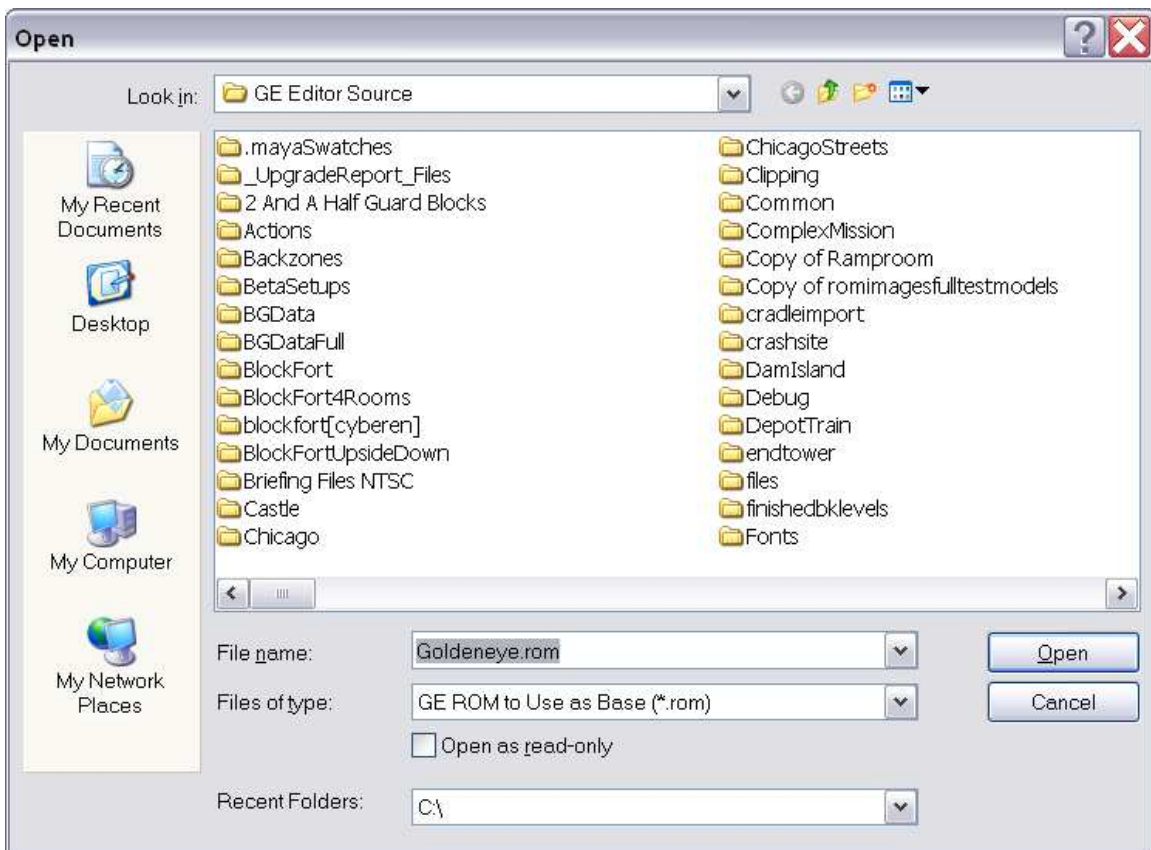 Open
Look in: GE Editor Source
My Recent Documents
Desktop
My Documents
My Computer
My Network Places
.mayaSwatches
_UpgradeReport_Files
2 And A Half Guard Blocks
Actions
Backzones
BetaSetups
BGData
BGDataFull
BlockFort
BlockFort4Rooms
blockfort[cyberen]
BlockFortUpsideDown
Briefing Files NTSC
Castle
Chicago
ChicagoStreets
Clipping
Common
ComplexMission
Copy of Ramproom
Copy of romimagesfulltestmodels
cradleimport
crashsite
DamIsland
Debug
DepotTrain
endtower
files
finishedbklevels
Fonts
File name: Goldeneye.rom
Open
Files of type: GE ROM to Use as Base (*.rom)
Cancel
Open as read-only
Recent Folders: C:\